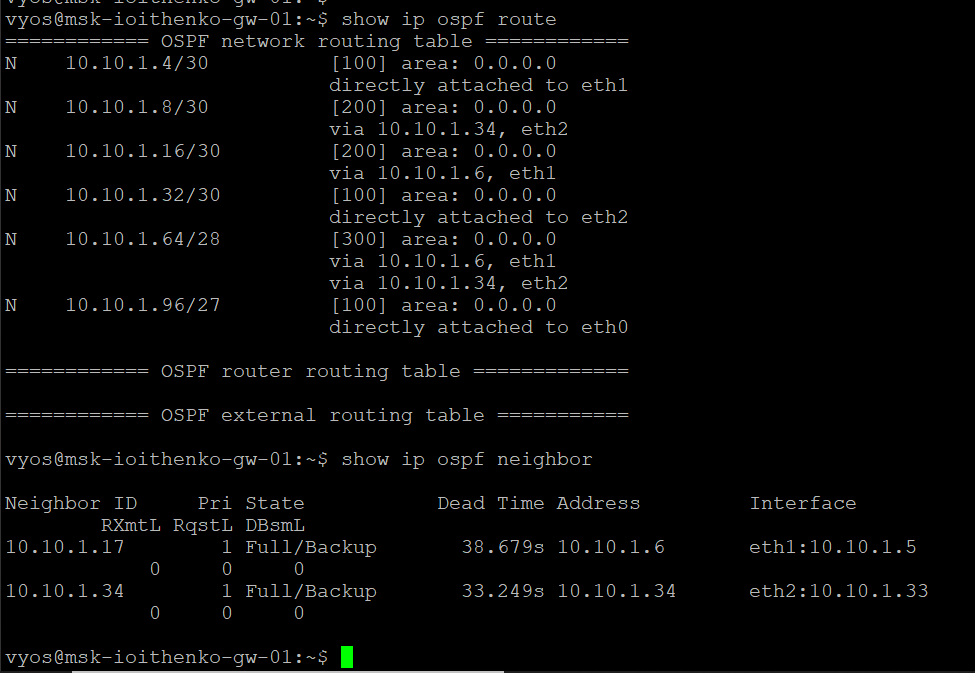 vyos@msk-ioithenko-gw-01:~$
vyos@msk-ioithenko-gw-01:~$ show ip ospf route
============ OSPF network routing table ============
N    10.10.1.4/30          [100] area: 0.0.0.0
                           directly attached to eth1
N    10.10.1.8/30          [200] area: 0.0.0.0
                           via 10.10.1.34, eth2
N    10.10.1.16/30         [200] area: 0.0.0.0
                           via 10.10.1.6, eth1
N    10.10.1.32/30         [100] area: 0.0.0.0
                           directly attached to eth2
N    10.10.1.64/28         [300] area: 0.0.0.0
                           via 10.10.1.6, eth1
                           via 10.10.1.34, eth2
N    10.10.1.96/27         [100] area: 0.0.0.0
                           directly attached to eth0
============ OSPF router routing table =============
============ OSPF external routing table ===========
vyos@msk-ioithenko-gw-01:~$ show ip ospf neighbor
Neighbor ID     Pri State           Dead Time Address         Interface
        RXmtL RqstL DBsmL
10.10.1.17        1 Full/Backup       38.679s 10.10.1.6       eth1:10.10.1.5
            0     0     0
10.10.1.34        1 Full/Backup       33.249s 10.10.1.34      eth2:10.10.1.33
            0     0     0
vyos@msk-ioithenko-gw-01:~$